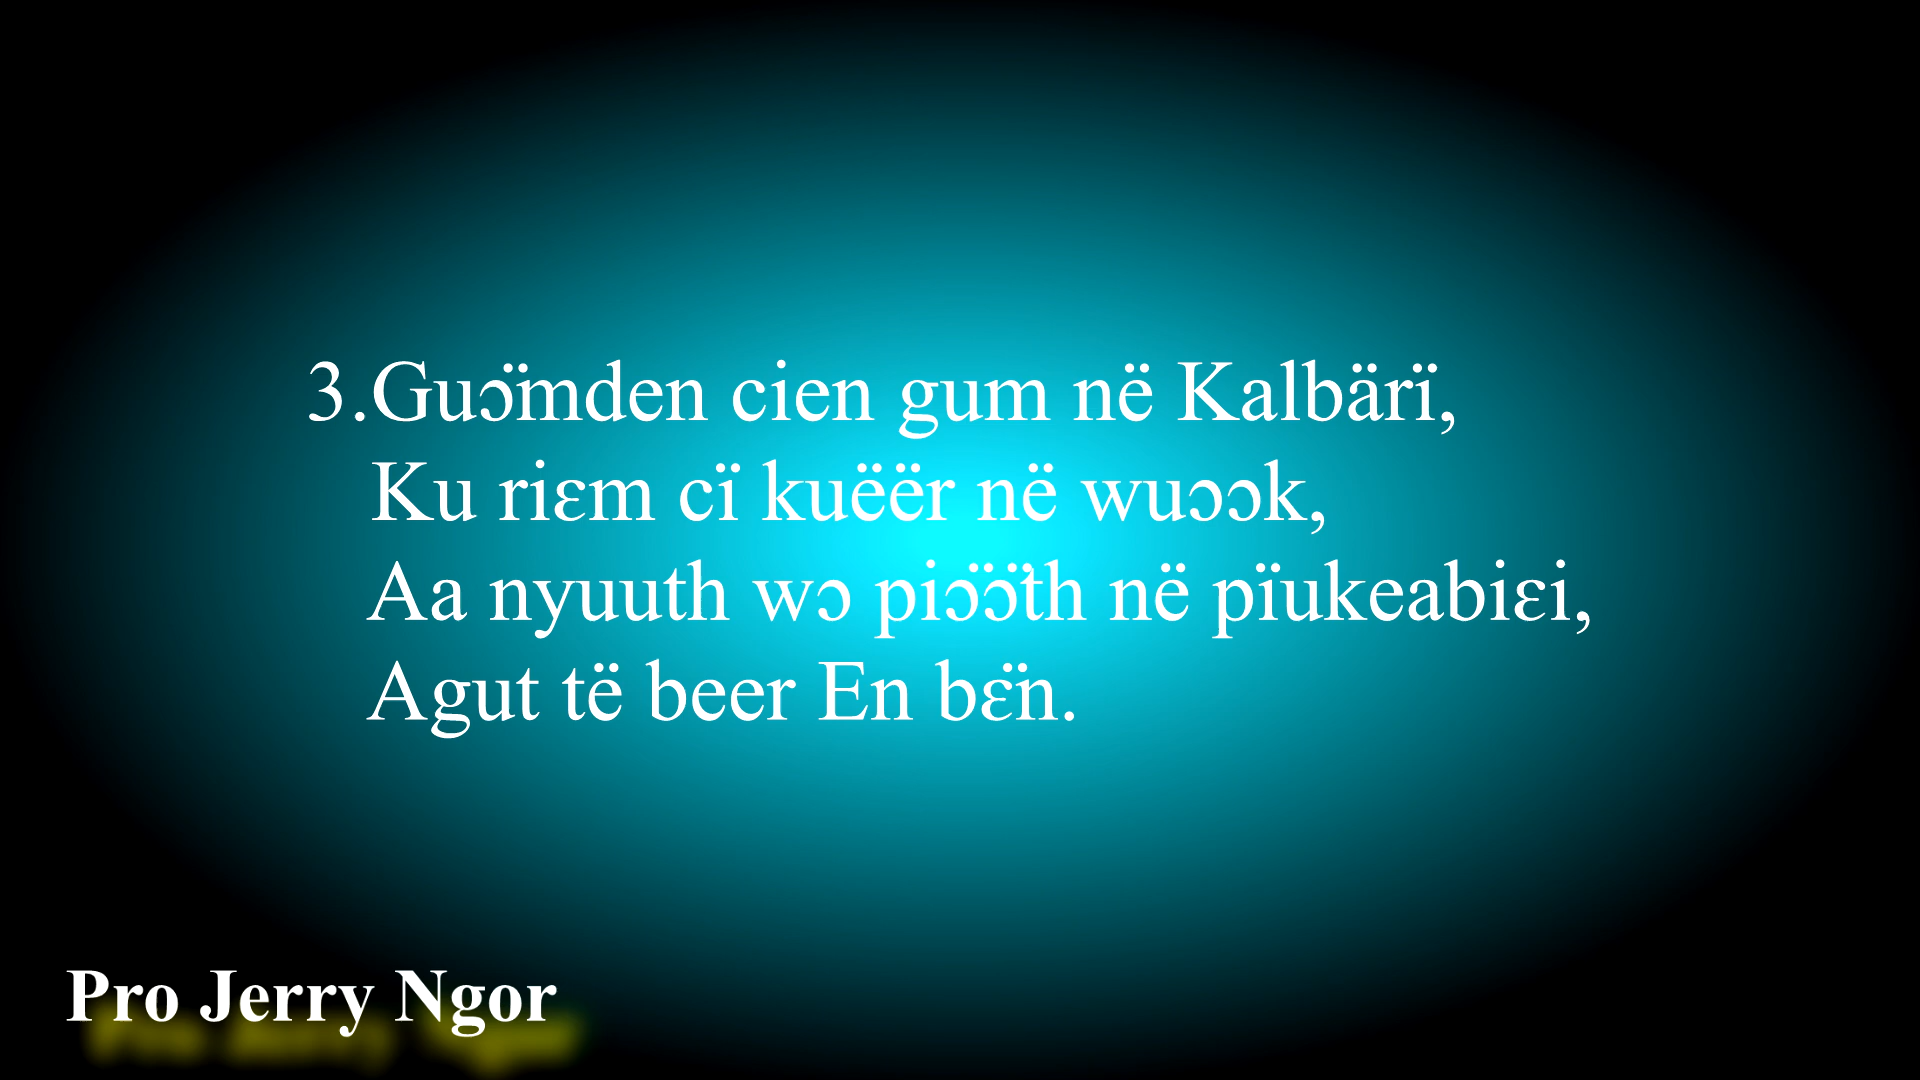 3.Guɔ̈mden cien gum në Kalbärï,
Ku riɛm cï kuëër në wuɔɔk,
Aa nyuuth wɔ piɔ̈ɔ̈th në pïukeabiɛi,
Agut të beer En bɛ̈n.
Pro Jerry Ngor